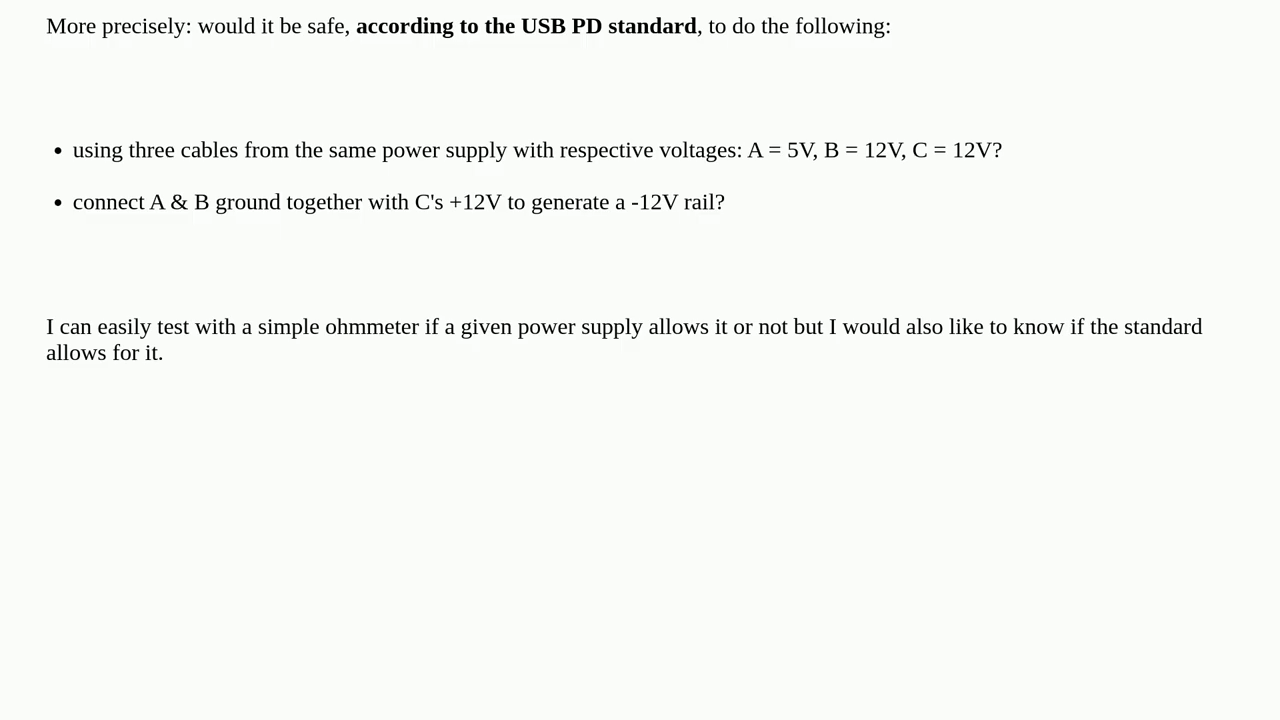 More precisely: would it be safe, according to the USB PD standard, to do the following:
• using three cables from the same power supply with respective voltages: A = 5V, B = 12V, C = 12V?
• connect A & B ground together with C's +12V to generate a -12V rail?
I can easily test with a simple ohmmeter if a given power supply allows it or not but I would also like to know if the standard
allows for it.